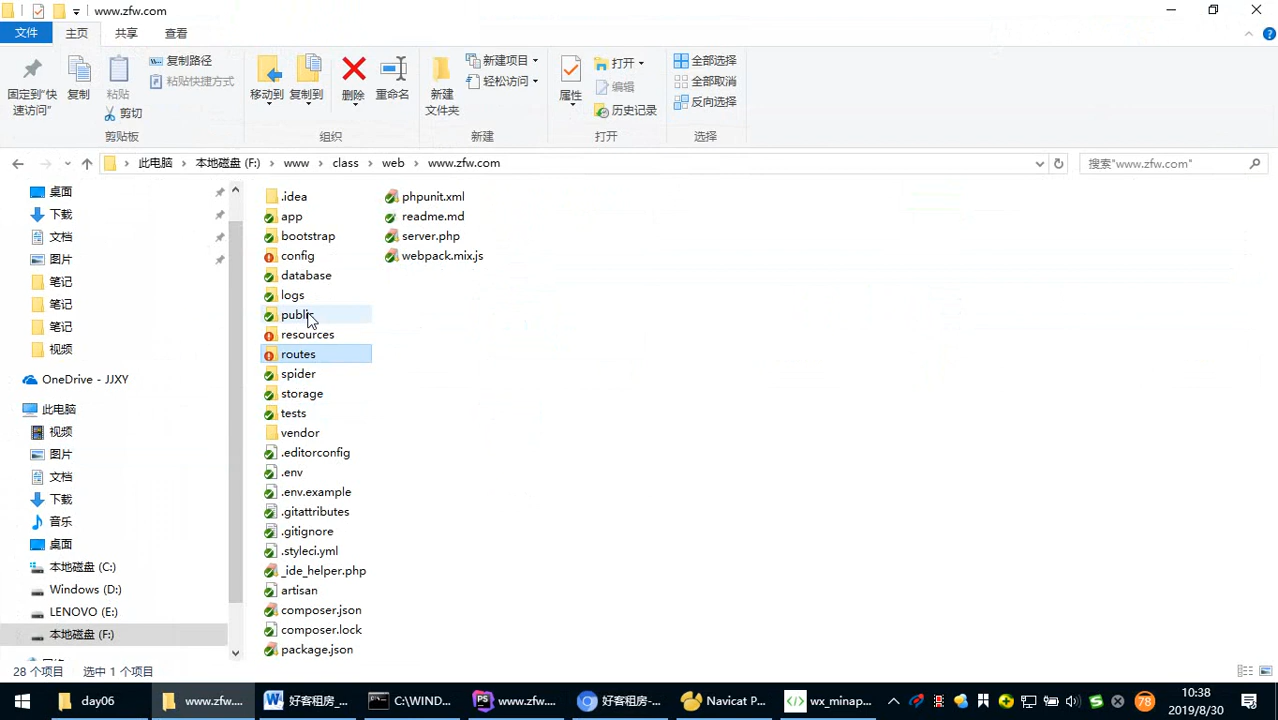 www.zfw.com
文件
主页
共享
查看
固定到"快速访问"
复制
粘贴
复制路径
粘贴快捷方式
剪切
剪贴板
移动到
复制到
删除
重命名
组织
新建文件夹
新建项目
轻松访问
新建
属性
打开
编辑
历史记录
打开
全部选择
全部取消
反向选择
选择
此电脑 本地磁盘 (F:) www class web www.zfw.com
搜索"www.zfw.com"
桌面
下载
文档
图片
笔记
笔记
笔记
视频
OneDrive - JJXY
此电脑
视频
图片
文档
下载
音乐
桌面
本地磁盘 (C:)
Windows (D:)
LENOVO (E:)
本地磁盘 (F:)
.idea
app
bootstrap
config
database
logs
public
resources
routes
spider
storage
tests
vendor
.editorconfig
.env
.env.example
.gitattributes
.gitignore
.styleci.yml
_ide_helper.php
artisan
composer.json
composer.lock
package.json
phpunit.xml
readme.md
server.php
webpack.mix.js
28 个项目 选中 1 个项目
day06
www.zfw....
好客租房_...
C:\WIND...
www.zfw....
好客租房-...
Navicat P...
wx_minap...
78
10:38
2019/8/30